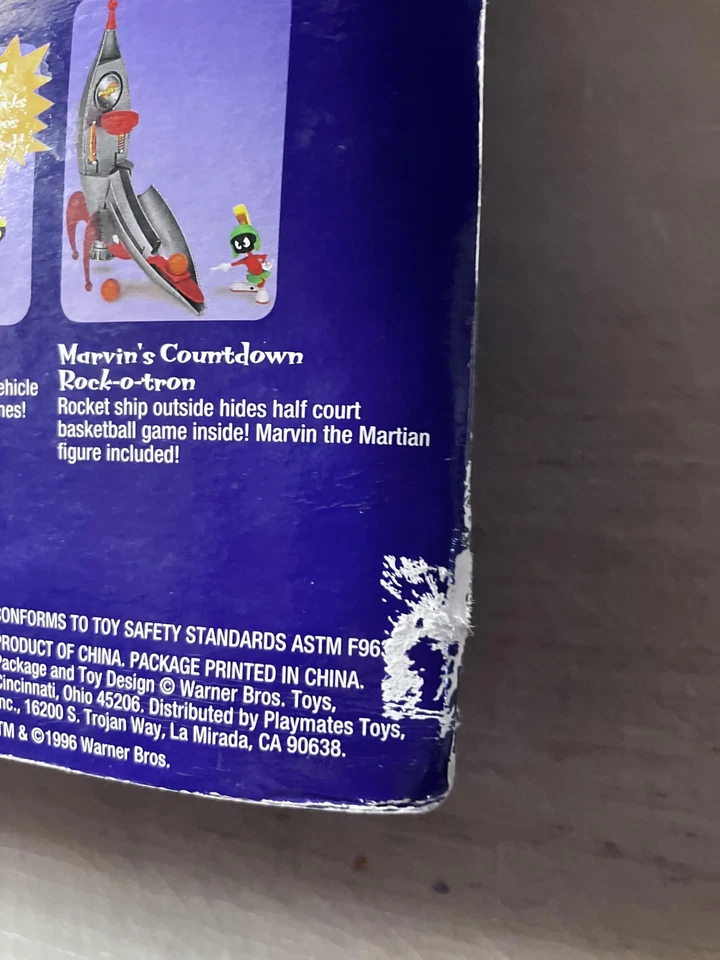 Marvin's Countdown
Rock-o-tron
Rocket ship outside hides half court
basketball game inside! Marvin the Martian
figure included!
ehicle
nes!
CONFORMS TO TOY SAFETY STANDARDS ASTM F963
PRODUCT OF CHINA. PACKAGE PRINTED IN CHINA.
Package and Toy Design © Warner Bros. Toys,
Cincinnati, Ohio 45206. Distributed by Playmates Toys,
Inc., 16200 S. Trojan Way, La Mirada, CA 90638.
TM & ©1996 Warner Bros.